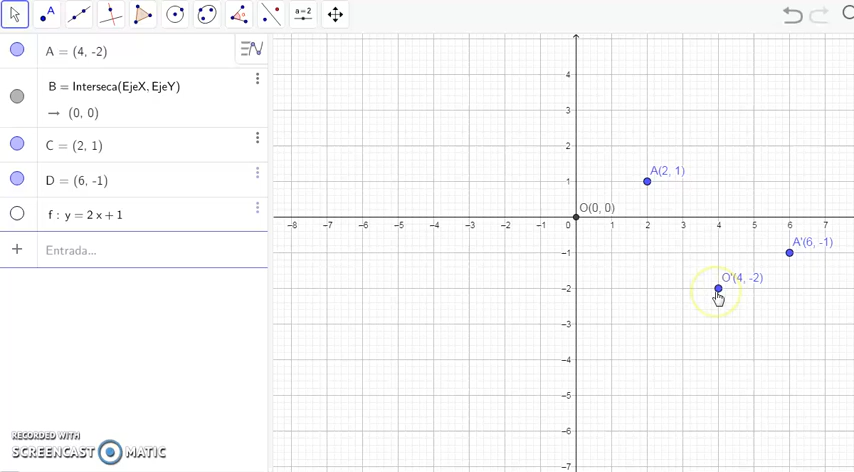 a=2
A = (4, -2)
B = Interseca(EjeX, EjeY)
→ (0, 0)
C = (2, 1)
D = (6, -1)
f : y = 2 x + 1
+ Entrada...
RECORDED WITH
SCREENCAST MATIC
4
3
2
A(2, 1)
1
O(0, 0)
-8 -7 -6 -5 -4 -3 -2 -1 0 1 2 3 4 5 6 7
A'(6, -1)
-1
O'(4, -2)
-2
-3
-4
-5
-6
-7